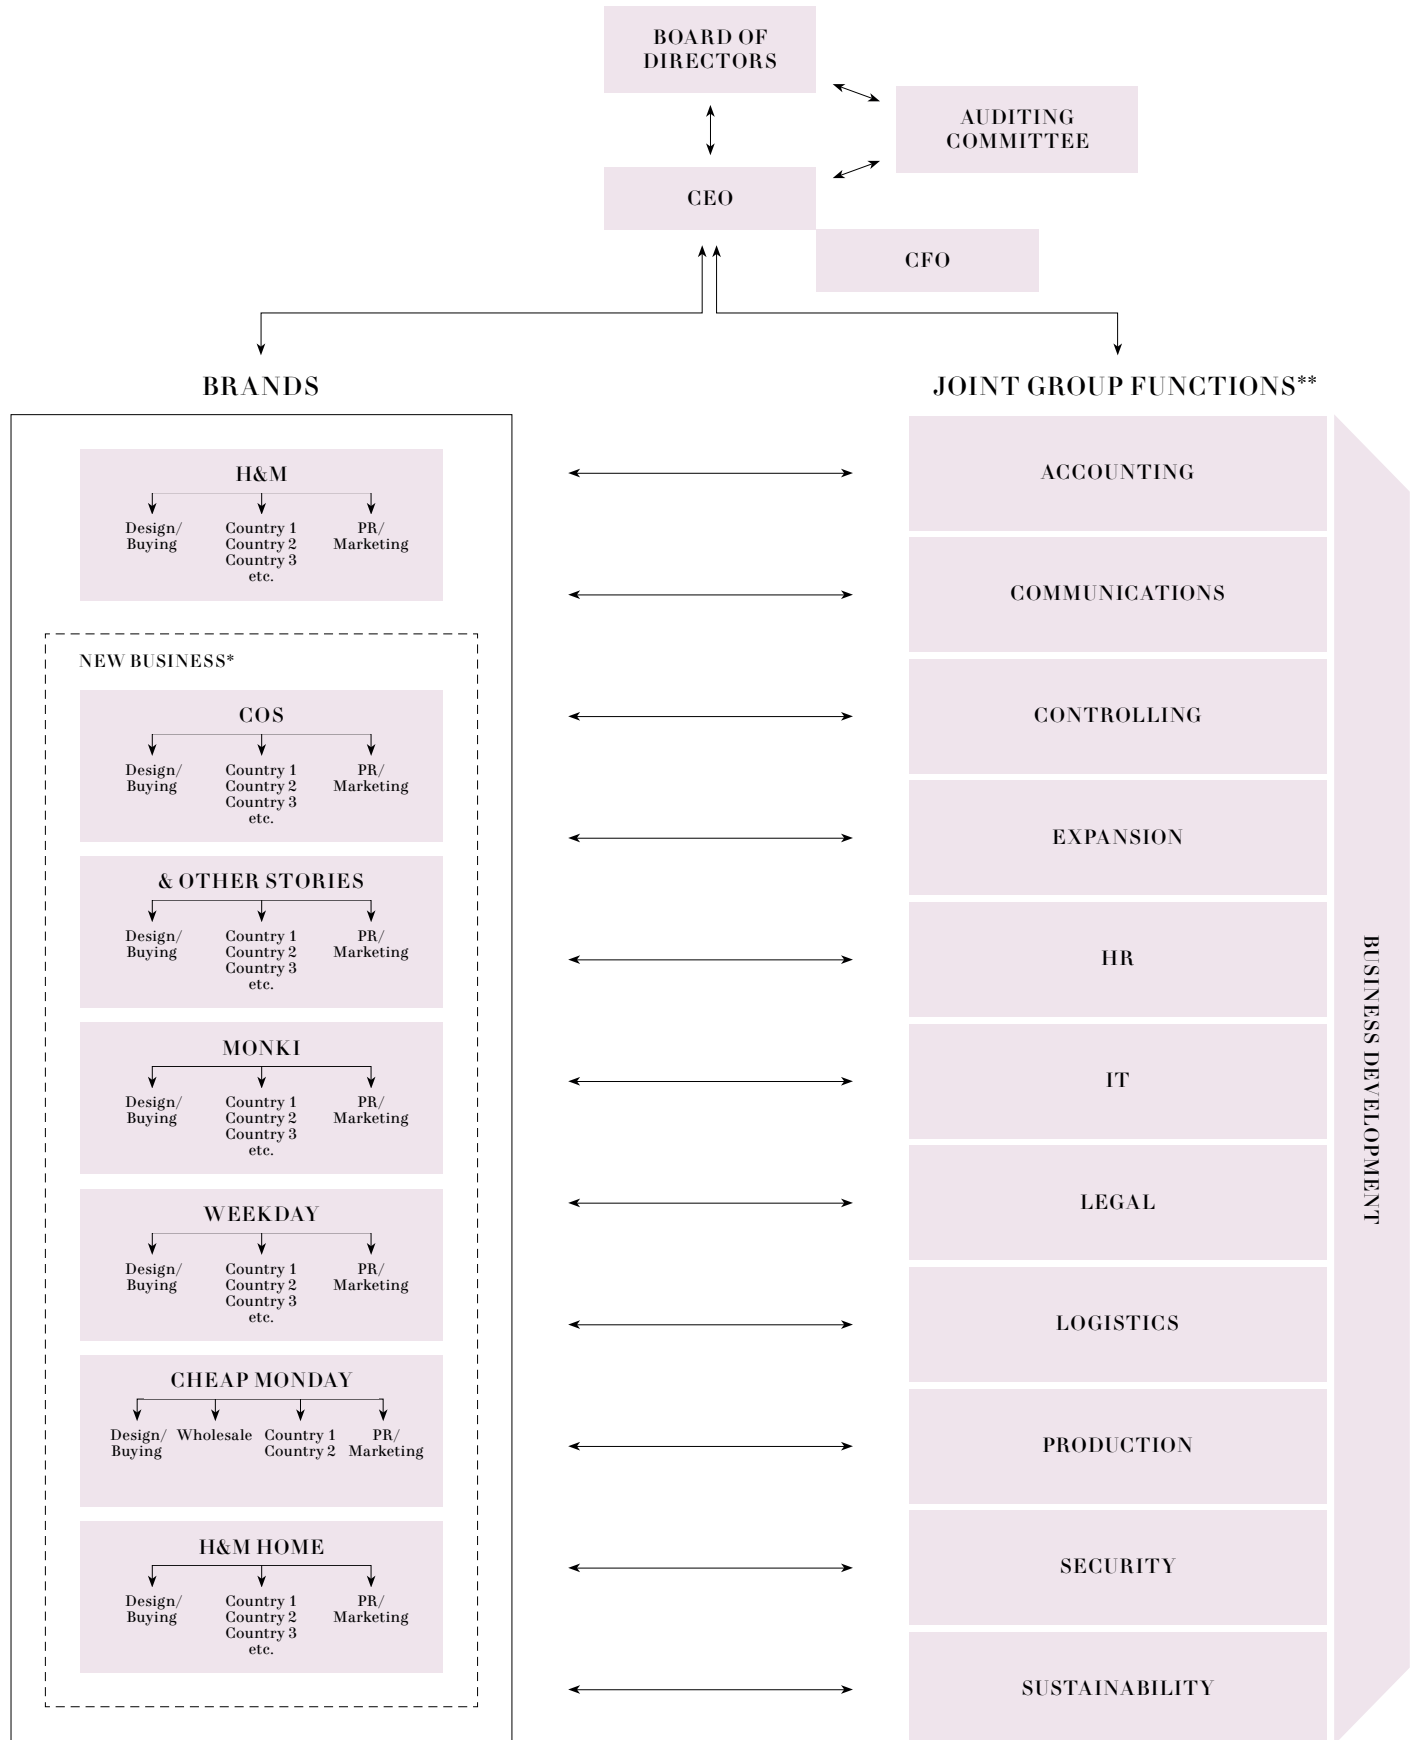 BOARD OF
DIRECTORS
AUDITING
COMMITTEE
CEO
CFO
BRANDS
H&M
Design/
Buying
Country 1
Country 2
Country 3
etc.
PR/
Marketing
NEW BUSINESS*
COS
Design/
Buying
Country 1
Country 2
Country 3
etc.
PR/
Marketing
& OTHER STORIES
Design/
Buying
Country 1
Country 2
Country 3
etc.
PR/
Marketing
MONKI
Design/
Buying
Country 1
Country 2
Country 3
etc.
PR/
Marketing
WEEKDAY
Design/
Buying
Country 1
Country 2
Country 3
etc.
PR/
Marketing
CHEAP MONDAY
Design/
Buying
Wholesale
Country 1
Country 2
PR/
Marketing
H&M HOME
Design/
Buying
Country 1
Country 2
Country 3
etc.
PR/
Marketing
JOINT GROUP FUNCTIONS**
ACCOUNTING
COMMUNICATIONS
CONTROLLING
EXPANSION
HR
IT
LEGAL
LOGISTICS
PRODUCTION
SECURITY
SUSTAINABILITY
BUSINESS DEVELOPMENT